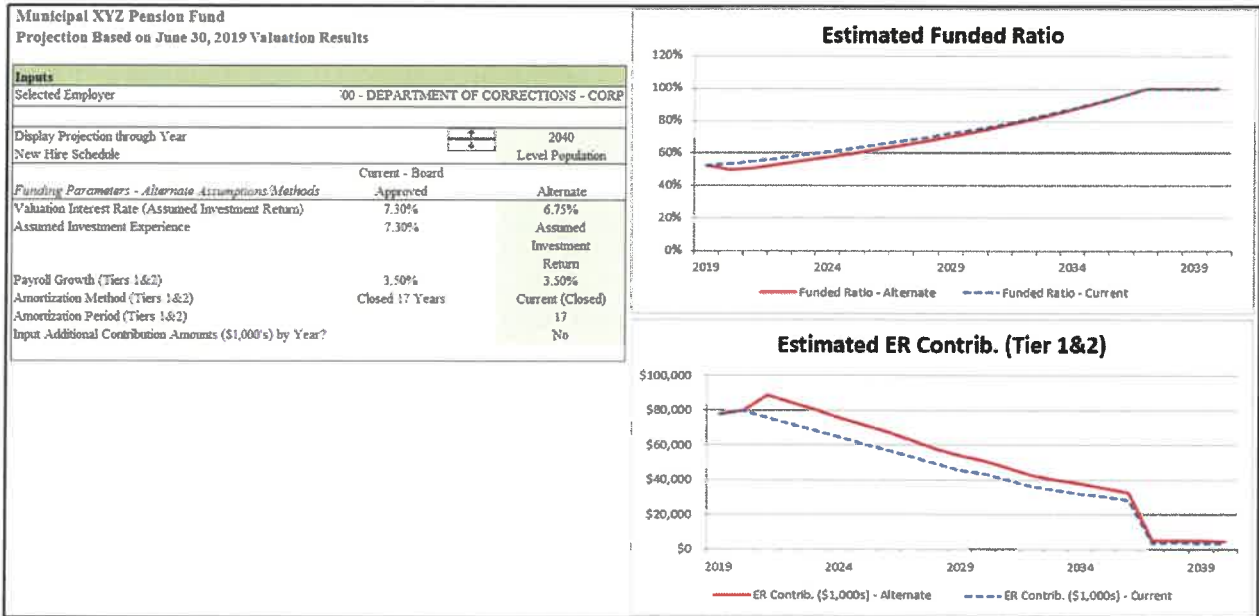 Municipal XYZ Pension Fund
Projection Based on June 30, 2019 Valuation Results
Inputs
Selected Employer '00 - DEPARTMENT OF CORRECTIONS - CORP
Display Projection through Year 2040
New Hire Schedule Level Population
Current - Board
Funding Parameters - Alternate Assumptions/Methods Approved Alternate
Valuation Interest Rate (Assumed Investment Return) 7.30% 6.75%
Assumed Investment Experience 7.30% Assumed
Investment
Return
Payroll Growth (Tiers 1&2) 3.50% 3.50%
Amortization Method (Tiers 1&2) Closed 17 Years Current (Closed)
Amortization Period (Tiers 1&2) 17
Input Additional Contribution Amounts ($1,000's) by Year? No
Estimated Funded Ratio
120%
100%
80%
60%
40%
20%
0%
2019 2024 2029 2034 2039
Funded Ratio - Alternate Funded Ratio - Current
Estimated ER Contrib. (Tier 1&2)
$100,000
$80,000
$60,000
$40,000
$20,000
$0
2019 2024 2029 2034 2039
ER Contrib. ($1,000s) - Alternate ER Contrib. ($1,000s) - Current